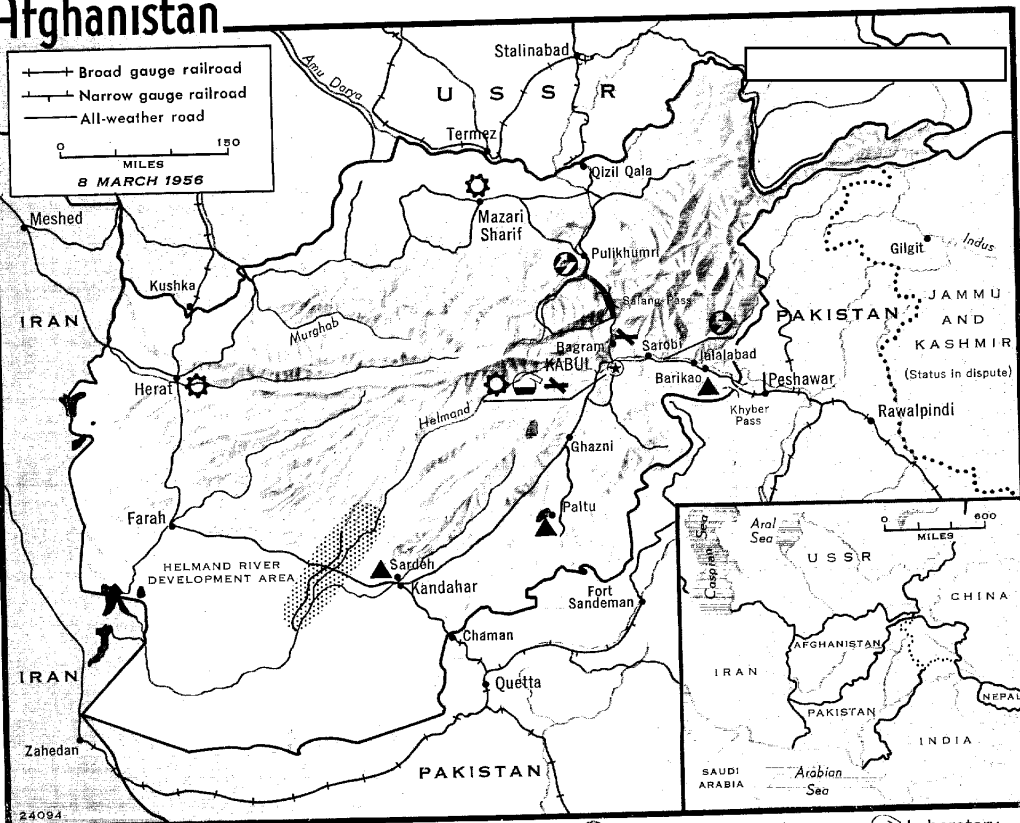 Afghanistan
Broad gauge railroad
Narrow gauge railroad
All-weather road
0 150
MILES
8 MARCH 1956
Amu Darya
Stalinabad
U S S R
Termez
Qizil Qala
Meshed
Mazari
Sharif
Pulikhumri
Gilgit
Indus
Kushka
Salang Pass
IRAN
Murghab
PAKISTAN
JAMMU
AND
KASHMIR
(Status in dispute)
Bagram
Sarobi
Jalalabad
KABUL
Herat
Barikao
Peshawar
Khyber
Pass
Rawalpindi
Helmand
Ghazni
Farah
Paltu
HELMAND RIVER
DEVELOPMENT AREA
Sardeh
Kandahar
Fort
Sandeman
Chaman
IRAN
Quetta
Zahedan
PAKISTAN
24094
Caspian Sea
Aral
Sea
0 600
MILES
USSR
CHINA
AFGHANISTAN
IRAN
NEPAL
PAKISTAN
INDIA
SAUDI
ARABIA
Arabian
Sea